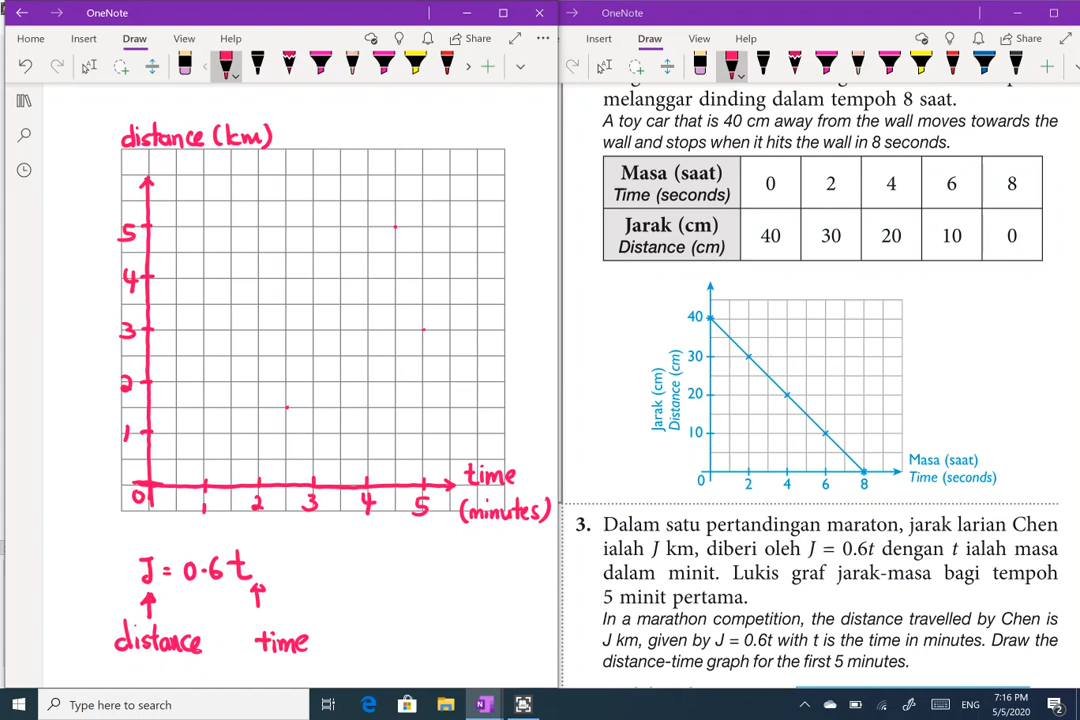 OneNote
OneNote
Home Insert Draw View Help Share
Insert Draw View Help Share
distance (km)
5
4
3
2
1
0
1 2 3 4 5
time
(minutes)
J = 0.6t
distance time
melanggar dinding dalam tempoh 8 saat.
A toy car that is 40 cm away from the wall moves towards the
wall and stops when it hits the wall in 8 seconds.
Masa (saat)
Time (seconds)
0 2 4 6 8
Jarak (cm)
Distance (cm)
40 30 20 10 0
Jarak (cm)
Distance (cm)
40
30
20
10
0 2 4 6 8
Masa (saat)
Time (seconds)
3. Dalam satu pertandingan maraton, jarak larian Chen
ialah J km, diberi oleh J = 0.6t dengan t ialah masa
dalam minit. Lukis graf jarak-masa bagi tempoh
5 minit pertama.
In a marathon competition, the distance travelled by Chen is
J km, given by J = 0.6t with t is the time in minutes. Draw the
distance-time graph for the first 5 minutes.
Type here to search
ENG
7:16 PM
5/5/2020
2